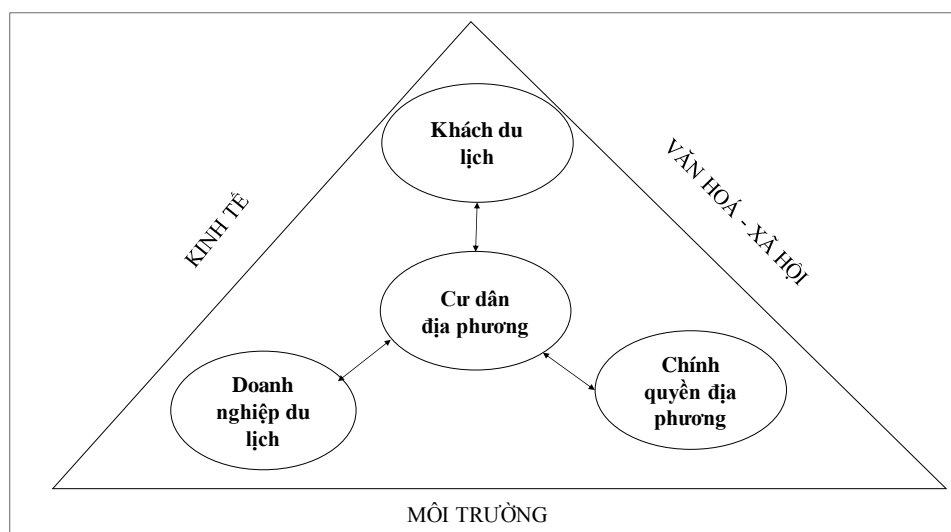 Khách du
lịch
KINH TẾ
VĂN HOÁ - XÃ HỘI
Cư dân
địa phương
Doanh
nghiệp du
lịch
Chính
quyền địa
phương
MÔI TRƯỜNG